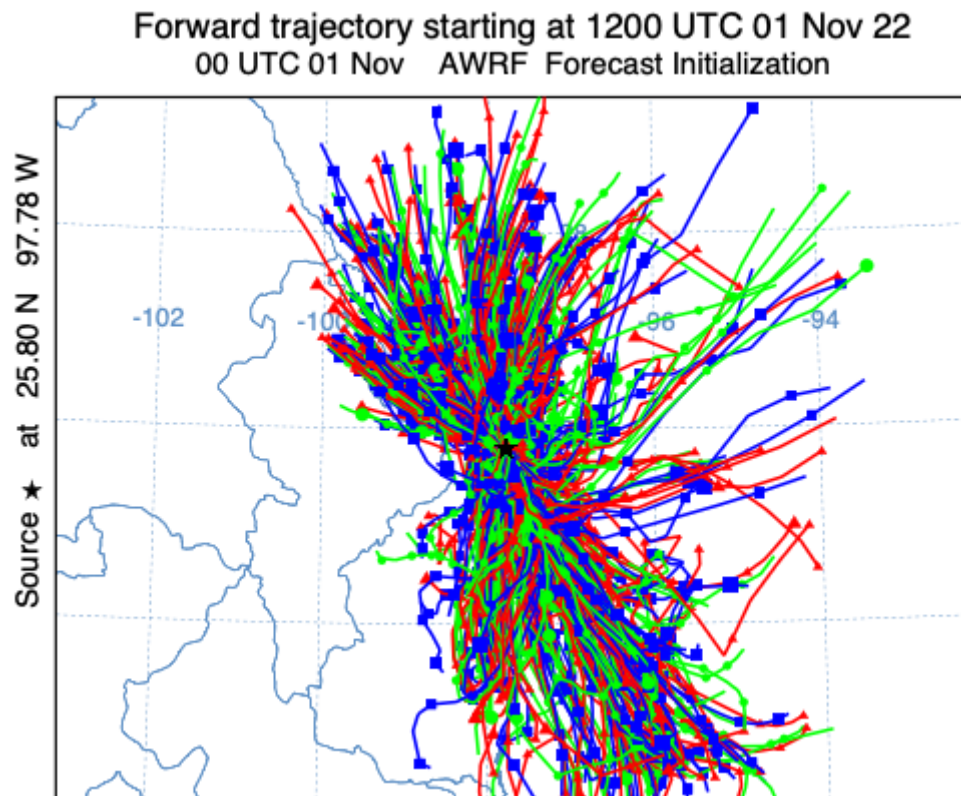 Forward trajectory starting at 1200 UTC 01 Nov 22
00 UTC 01 Nov AWRF Forecast Initialization
Source ★ at 25.80 N 97.78 W
-102
-100
-96
-94